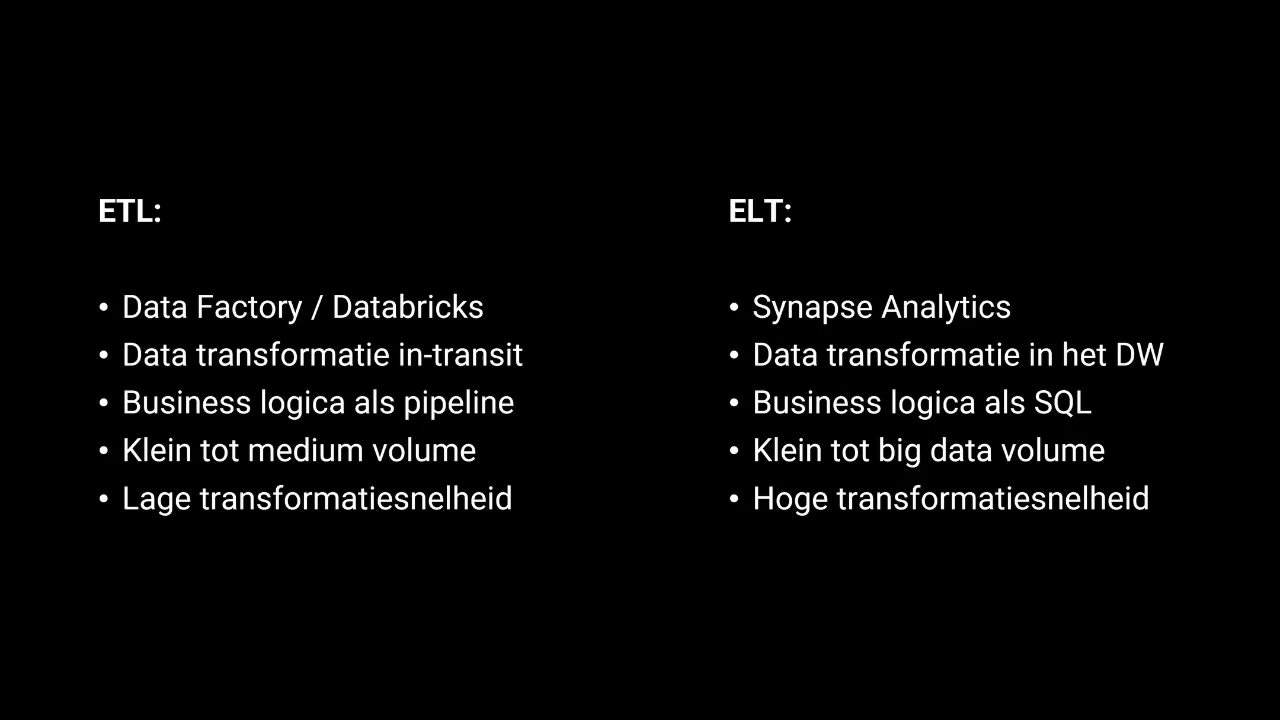 ETL:
• Data Factory / Databricks
• Data transformatie in-transit
• Business logica als pipeline
• Klein tot medium volume
• Lage transformatiesnelheid
ELT:
• Synapse Analytics
• Data transformatie in het DW
• Business logica als SQL
• Klein tot big data volume
• Hoge transformatiesnelheid